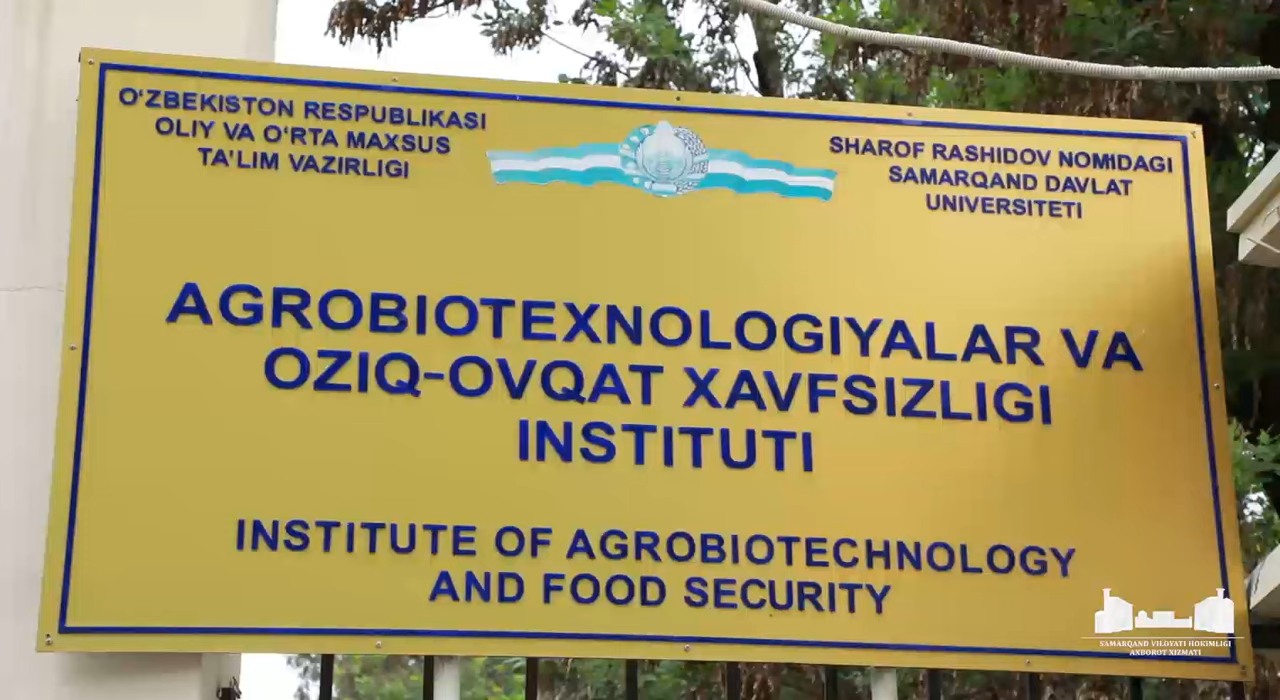 O'ZBEKISTON RESPUBLIKASI
OLIY VA O'RTA MAXSUS
TA'LIM VAZIRLIGI
SHAROF RASHIDOV NOMIDAGI
SAMARQAND DAVLAT
UNIVERSITETI
AGROBIOTEXNOLOGIYALAR VA
OZIQ-OVQAT XAVFSIZLIGI
INSTITUTI
INSTITUTE OF AGROBIOTECHNOLOGY
AND FOOD SECURITY
SAMARQAND VILOYATI HOKIMLIGI
AXBOROT XIZMATI